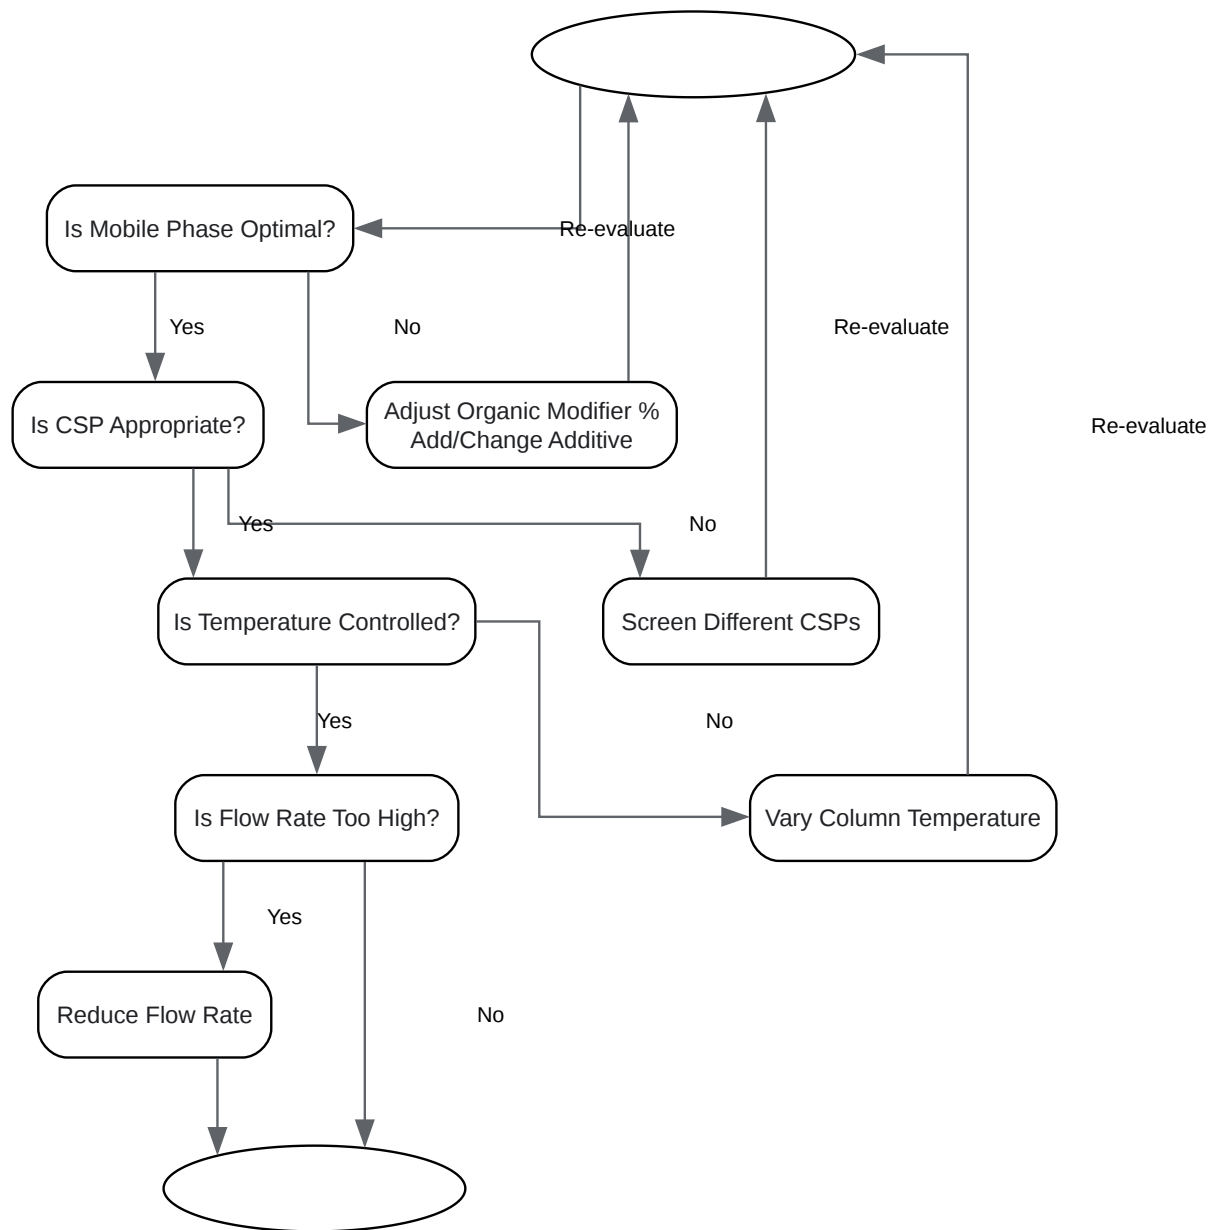 Is Mobile Phase Optimal?
Re-evaluate
Yes
No
Re-evaluate
Is CSP Appropriate?
Adjust Organic Modifier %
Add/Change Additive
Re-evaluate
Yes
No
Is Temperature Controlled?
Screen Different CSPs
Yes
No
Is Flow Rate Too High?
Vary Column Temperature
Yes
Reduce Flow Rate
No